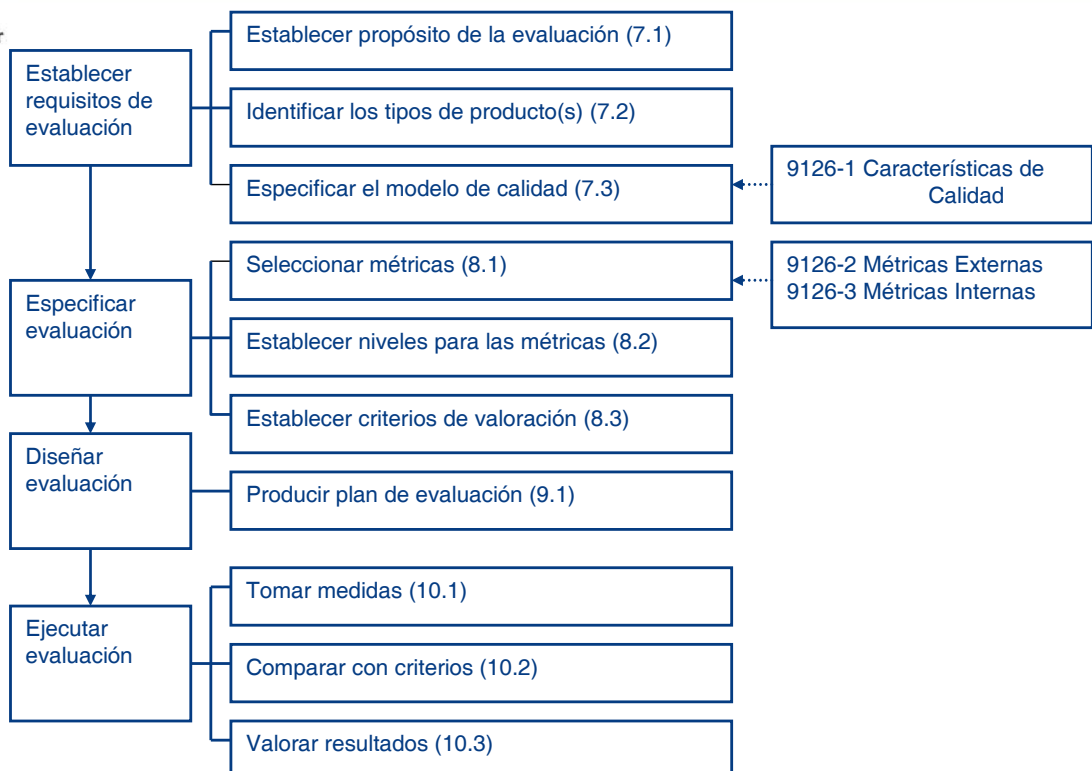 Establecer
requisitos de
evaluación
Establecer propósito de la evaluación (7.1)
Identificar los tipos de producto(s) (7.2)
Especificar el modelo de calidad (7.3)
9126-1 Características de
Calidad
Especificar
evaluación
Seleccionar métricas (8.1)
Establecer niveles para las métricas (8.2)
Establecer criterios de valoración (8.3)
9126-2 Métricas Externas
9126-3 Métricas Internas
Diseñar
evaluación
Producir plan de evaluación (9.1)
Ejecutar
evaluación
Tomar medidas (10.1)
Comparar con criterios (10.2)
Valorar resultados (10.3)